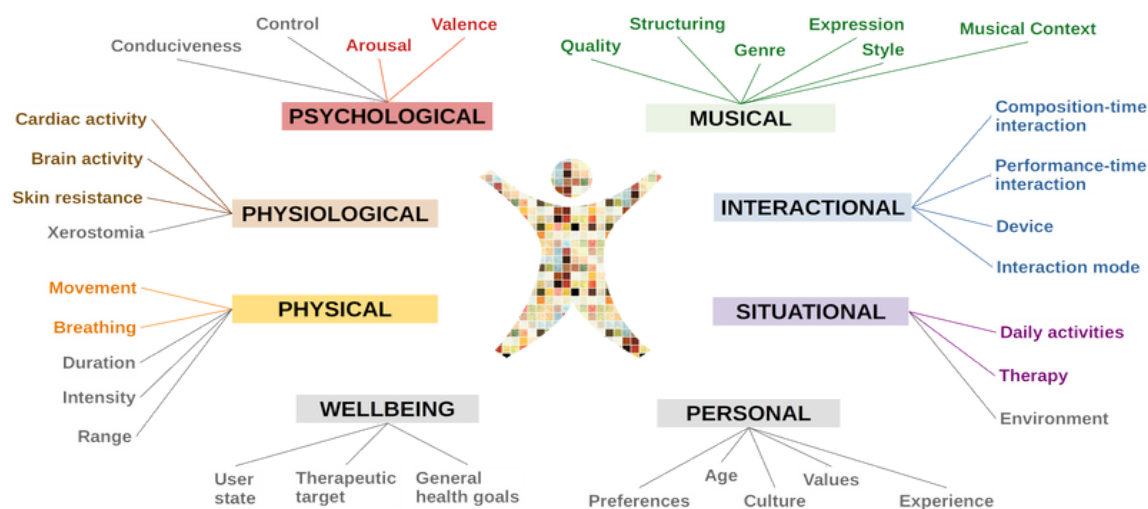 Control
Valence
Conduciveness
Arousal
PSYCHOLOGICAL
Structuring
Expression
Musical Context
Quality
Genre
Style
MUSICAL
Cardiac activity
Brain activity
Skin resistance
Xerostomia
PHYSIOLOGICAL
Composition-time
interaction
Performance-time
interaction
Device
Interaction mode
INTERACTIONAL
Movement
Breathing
Duration
Intensity
Range
PHYSICAL
SITUATIONAL
Daily activities
Therapy
Environment
WELLBEING
User
state
Therapeutic
target
General
health goals
PERSONAL
Preferences
Age
Culture
Values
Experience